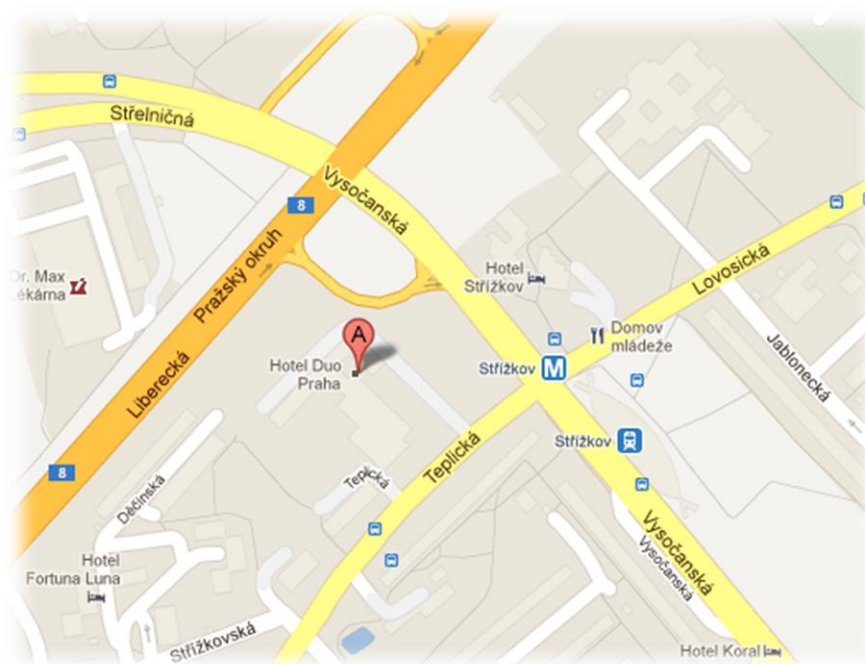 Střelničná
Vysočanská
8
Pražský okruh
Liberecká
Dr. Max
Lékárna
Hotel
Střížkov
Lovosická
Domov
mládeže
Jablonecká
A
Hotel Duo
Praha
Střížkov
M
Střížkov
Teplická
Teplická
8
Děčínská
Vysočanská
Vysočanská
Hotel
Fortuna Luna
Střížkovská
Hotel Koral